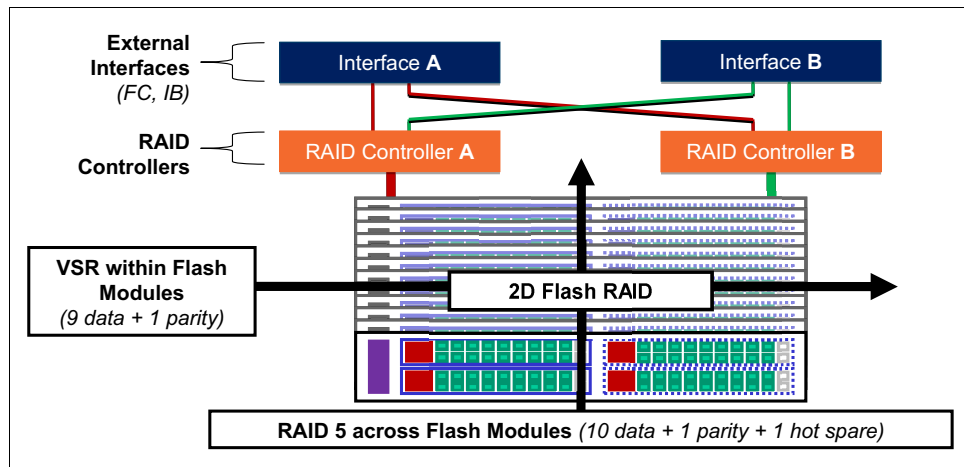 External
Interfaces
(FC, IB)
Interface A
Interface B
RAID
Controllers
RAID Controller A
RAID Controller B
VSR within Flash
Modules
(9 data + 1 parity)
2D Flash RAID
RAID 5 across Flash Modules (10 data + 1 parity + 1 hot spare)